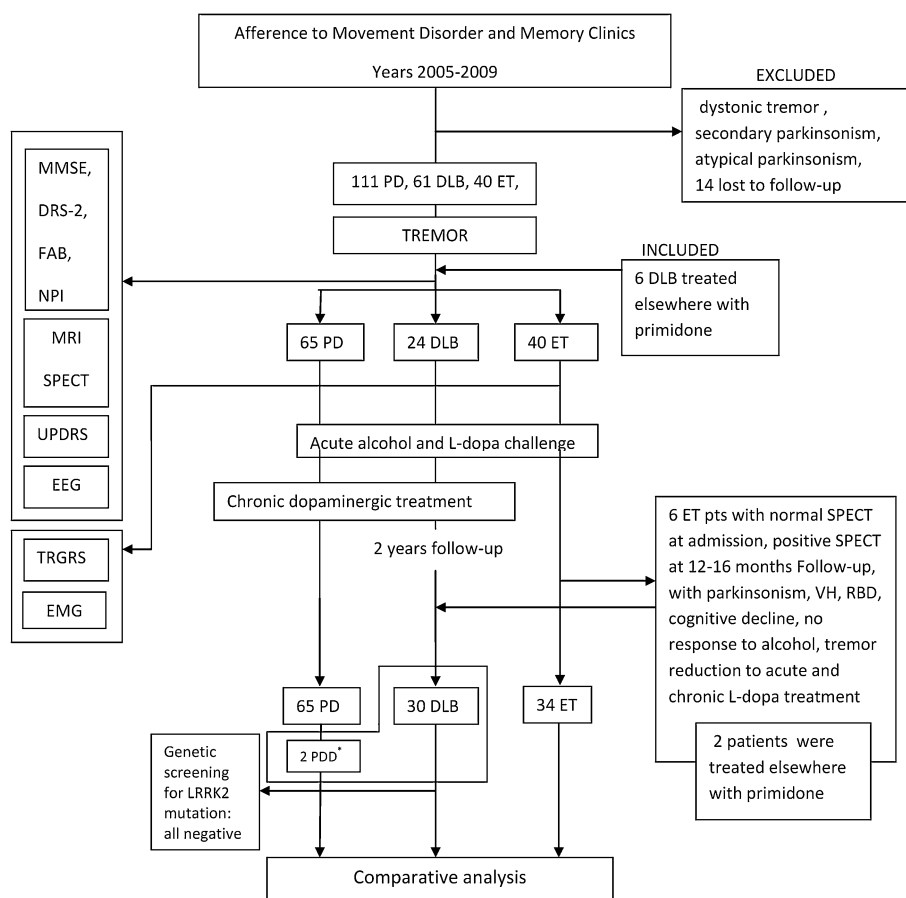 Afference to Movement Disorder and Memory Clinics
Years 2005-2009
EXCLUDED
dystonic tremor ,
secondary parkinsonism,
atypical parkinsonism,
14 lost to follow-up
MMSE,
DRS-2,
FAB,
NPI
MRI
SPECT
UPDRS
EEG
TRGRS
EMG
111 PD, 61 DLB, 40 ET,
TREMOR
INCLUDED
6 DLB treated
elsewhere with
primidone
65 PD
24 DLB
40 ET
Acute alcohol and L-dopa challenge
Chronic dopaminergic treatment
2 years follow-up
6 ET pts with normal SPECT
at admission, positive SPECT
at 12-16 months Follow-up,
with parkinsonism, VH, RBD,
cognitive decline, no
response to alcohol, tremor
reduction to acute and
chronic L-dopa treatment
2 patients were
treated elsewhere
with primidone
65 PD
30 DLB
34 ET
2 PDD*
Genetic
screening
for LRRK2
mutation:
all negative
Comparative analysis